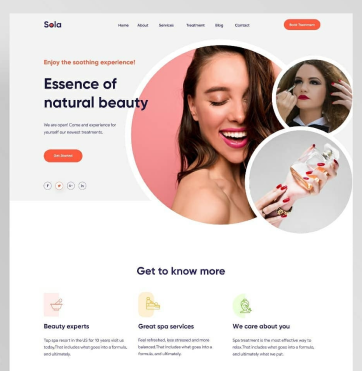 Sola
Home About Services Treatment Blog Contact
Book Treatment
Enjoy the soothing experience!
Essence of
natural beauty
We are open! Come and experience for
yourself our newest treatments.
Get Started
Get to know more
Beauty experts
Great spa services
We care about you
Top spa resort in the US for 10 years visit us
today.That includes what goes into a formula,
and ultimately.
Feel refreshed, less stressed and more
balanced.That includes what goes into a
formula, and ultimately.
Spa treatment is the most effective way to
relax.That includes what goes into a formula,
and ultimately what we put.